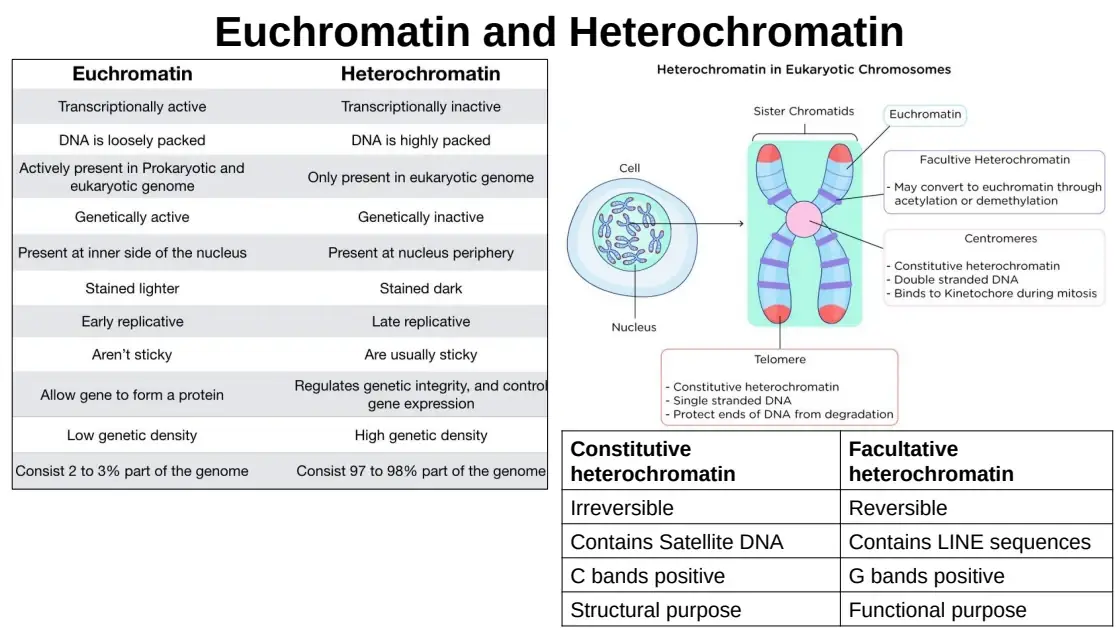 Euchromatin and Heterochromatin
Euchromatin Heterochromatin
Transcriptionally active Transcriptionally inactive
DNA is loosely packed DNA is highly packed
Actively present in Prokaryotic and
eukaryotic genome Only present in eukaryotic genome
Genetically active Genetically inactive
Present at inner side of the nucleus Present at nucleus periphery
Stained lighter Stained dark
Early replicative Late replicative
Aren't sticky Are usually sticky
Allow gene to form a protein Regulates genetic integrity, and control
gene expression
Low genetic density High genetic density
Consist 2 to 3% part of the genome Consist 97 to 98% part of the genome
Heterochromatin in Eukaryotic Chromosomes
Sister Chromatids
Euchromatin
Cell
Nucleus
Facultive Heterochromatin
- May convert to euchromatin through
acetylation or demethylation
Centromeres
- Constitutive heterochromatin
- Double stranded DNA
- Binds to Kinetochore during mitosis
Telomere
- Constitutive heterochromatin
- Single stranded DNA
- Protect ends of DNA from degradation
Constitutive Facultative
heterochromatin heterochromatin
Irreversible Reversible
Contains Satellite DNA Contains LINE sequences
C bands positive G bands positive
Structural purpose Functional purpose